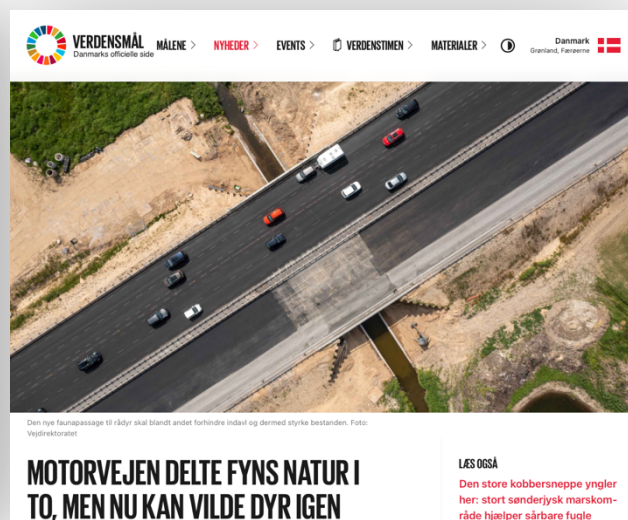 VERDENSMÅL
Danmarks officielle side
MÅLENE
NYHEDER
EVENTS
VERDENSTIMEN
MATERIALER
Danmark
Grønland, Færøerne
Den nye faunapassage til rådyr skal blandt andet forhindre indavl og dermed styrke bestanden. Foto:
Vejdirektoratet
MOTORVEJEN DELTE FYNS NATUR I
TO, MEN NU KAN VILDE DYR IGEN
LÆS OGSÅ
Den store kobbersneppe yngler
her: stort sønderjysk marskom-
råde hjælper sårbare fugle